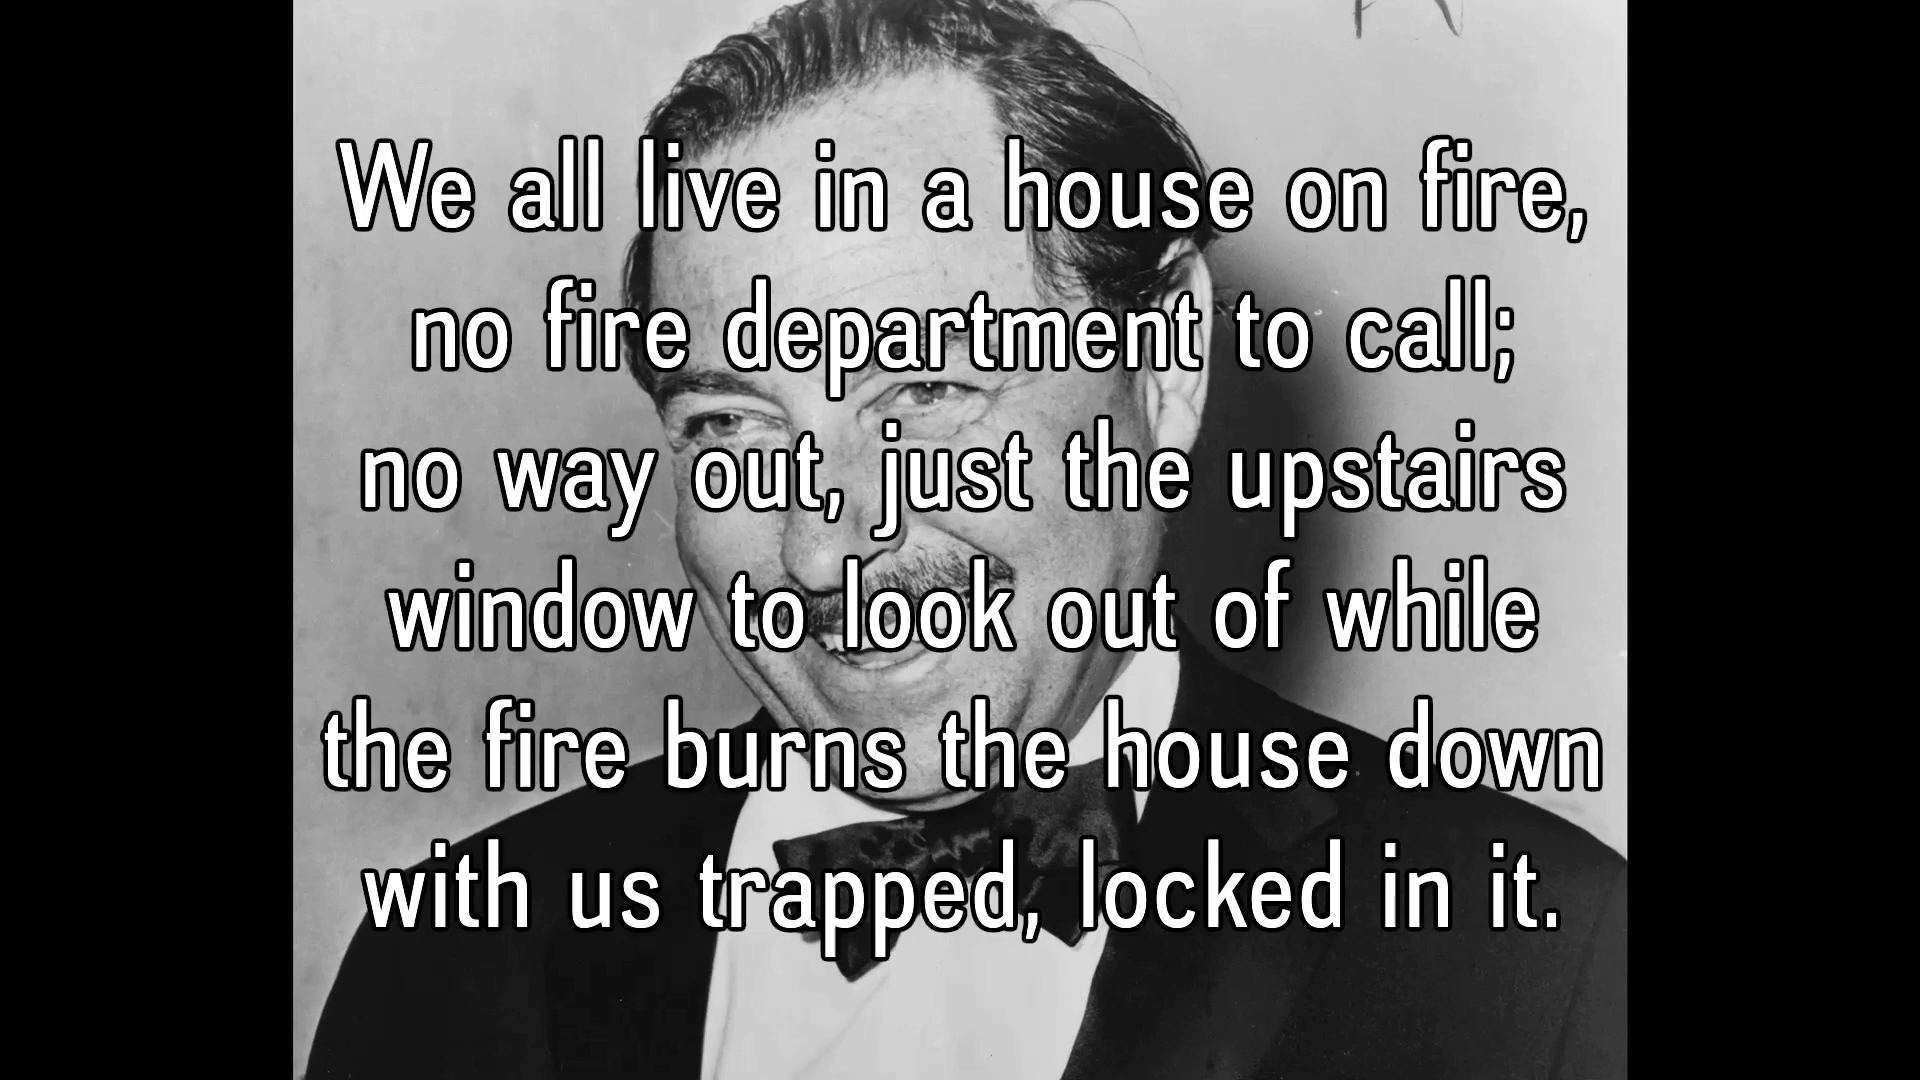 We all live in a house on fire,
no fire department to call;
no way out, just the upstairs
window to look out of while
the fire burns the house down
with us trapped, locked in it.